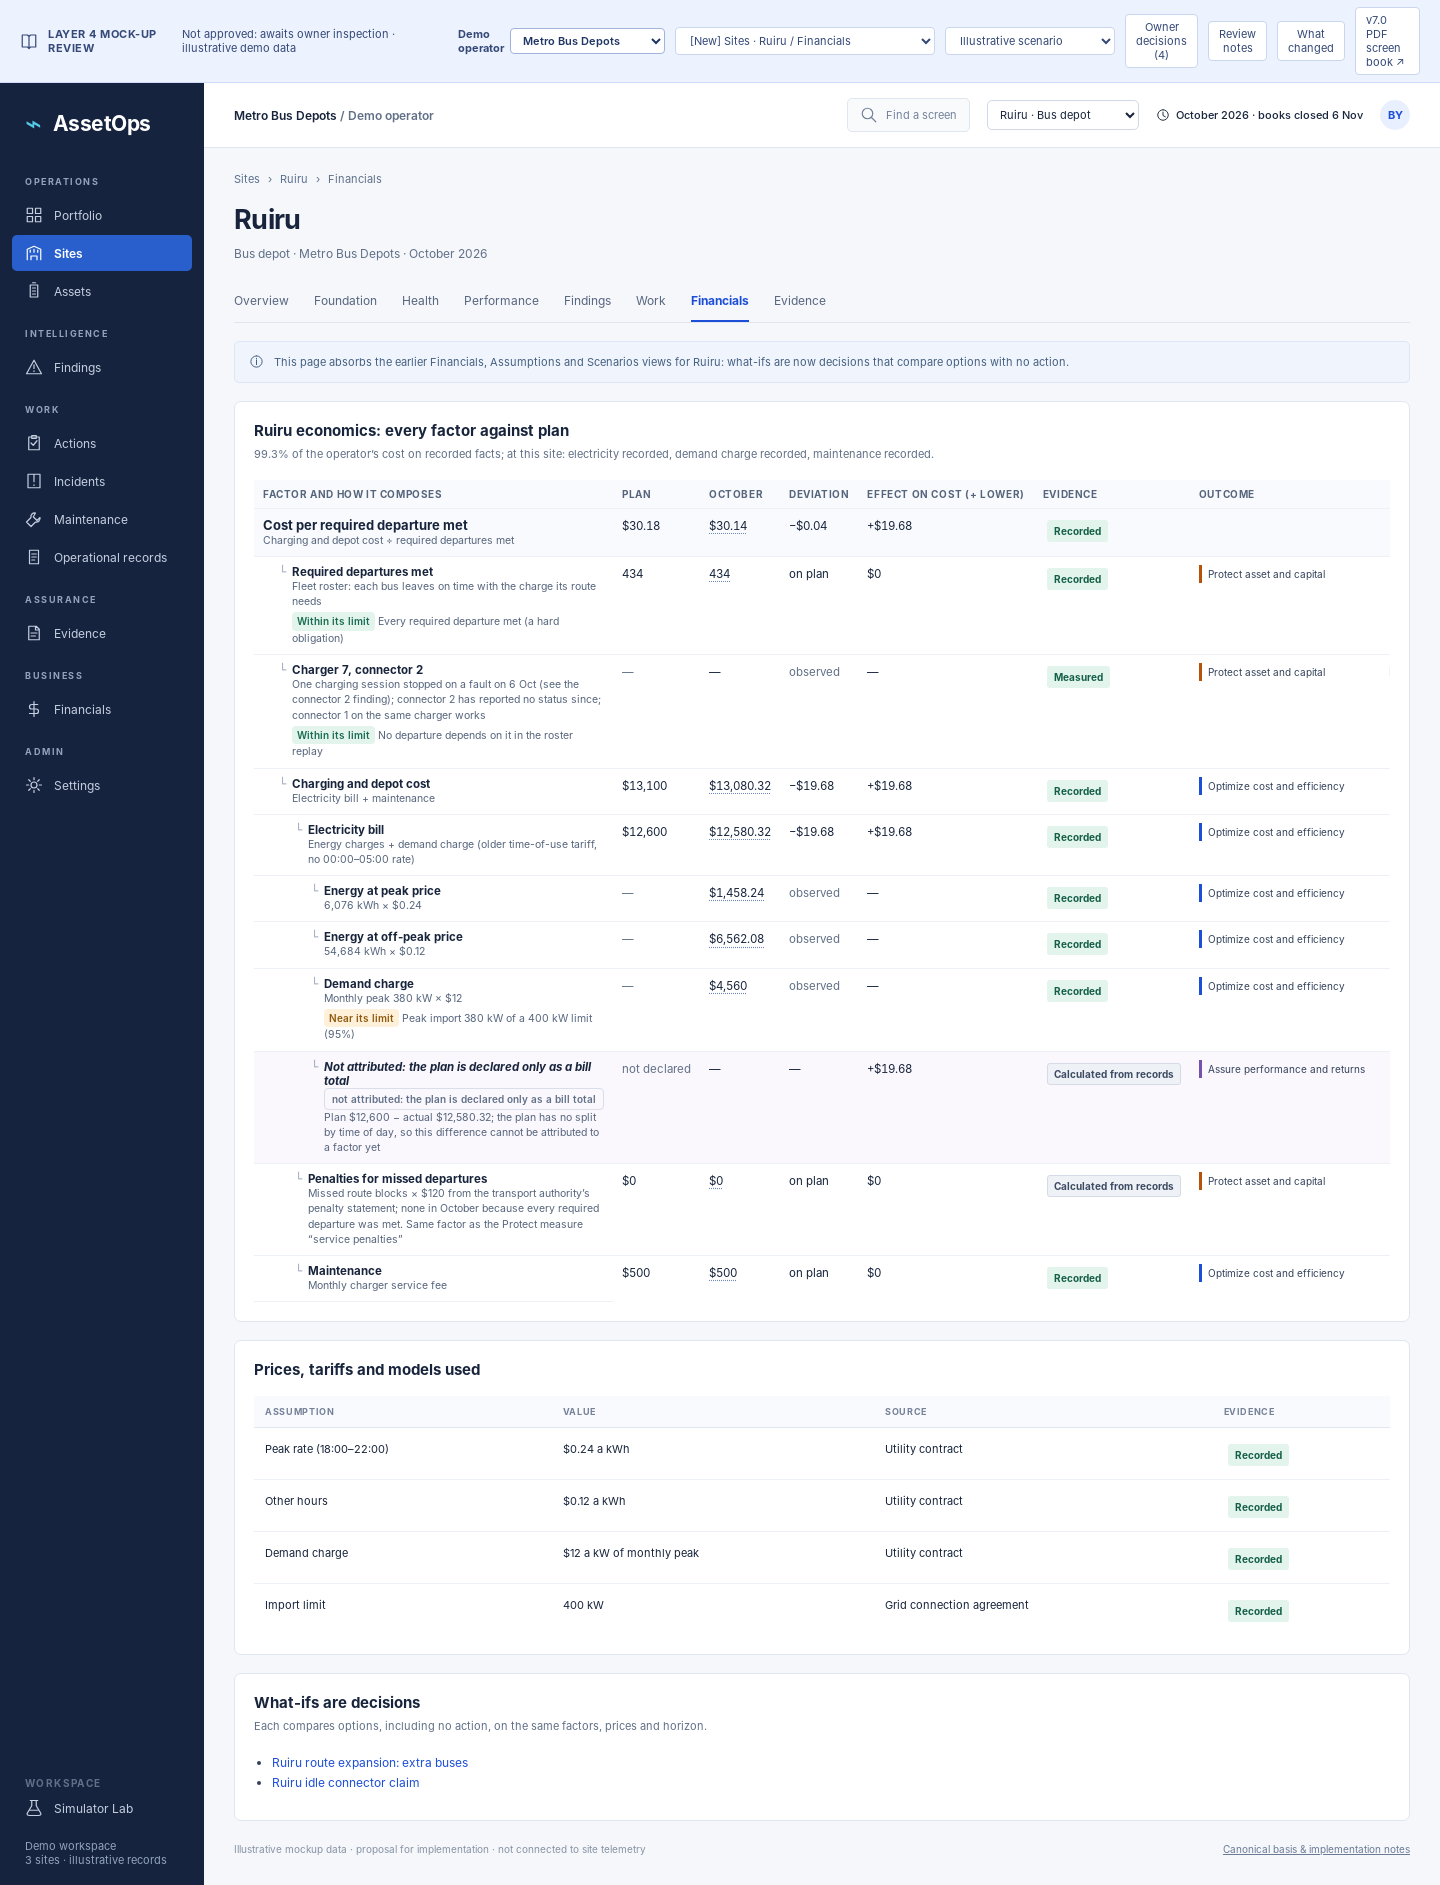 LAYER 4 MOCK-UP REVIEW
Not approved: awaits owner inspection · illustrative demo data
Demo operator
Metro Bus Depots
[New] Sites · Ruiru / Financials
Illustrative scenario
Owner decisions (4)
Review notes
What changed
v7.0 PDF screen book ↗
AssetOps
OPERATIONS
Portfolio
Sites
Assets
INTELLIGENCE
Findings
WORK
Actions
Incidents
Maintenance
Operational records
ASSURANCE
Evidence
BUSINESS
Financials
ADMIN
Settings
WORKSPACE
Simulator Lab
Demo workspace
3 sites · illustrative records
Metro Bus Depots / Demo operator
Find a screen
Ruiru · Bus depot
October 2026 · books closed 6 Nov
BY
Sites › Ruiru › Financials
Ruiru
Bus depot · Metro Bus Depots · October 2026
Overview Foundation Health Performance Findings Work Financials Evidence
This page absorbs the earlier Financials, Assumptions and Scenarios views for Ruiru: what-ifs are now decisions that compare options with no action.
Ruiru economics: every factor against plan
99.3% of the operator's cost on recorded facts; at this site: electricity recorded, demand charge recorded, maintenance recorded.
FACTOR AND HOW IT COMPOSES PLAN OCTOBER DEVIATION EFFECT ON COST (+ LOWER) EVIDENCE OUTCOME
Cost per required departure met $30.18 $30.14 −$0.04 +$19.68 Recorded
Charging and depot cost ÷ required departures met
Required departures met 434 434 on plan $0 Recorded Protect asset and capital
Fleet roster: each bus leaves on time with the charge its route
needs
Within its limit Every required departure met (a hard
obligation)
Charger 7, connector 2 — — observed — Measured Protect asset and capital
One charging session stopped on a fault on 6 Oct (see the
connector 2 finding); connector 2 has reported no status since;
connector 1 on the same charger works
Within its limit No departure depends on it in the roster
replay
Charging and depot cost $13,100 $13,080.32 −$19.68 +$19.68 Recorded Optimize cost and efficiency
Electricity bill + maintenance
Electricity bill $12,600 $12,580.32 −$19.68 +$19.68 Recorded Optimize cost and efficiency
Energy charges + demand charge (older time-of-use tariff,
no 00:00–05:00 rate)
Energy at peak price — $1,458.24 observed — Recorded Optimize cost and efficiency
6,076 kWh × $0.24
Energy at off-peak price — $6,562.08 observed — Recorded Optimize cost and efficiency
54,684 kWh × $0.12
Demand charge — $4,560 observed — Recorded Optimize cost and efficiency
Monthly peak 380 kW × $12
Near its limit Peak import 380 kW of a 400 kW limit
(95%)
Not attributed: the plan is declared only as a bill not declared — — +$19.68 Calculated from records Assure performance and returns
total
not attributed: the plan is declared only as a bill total
Plan $12,600 − actual $12,580.32; the plan has no split
by time of day, so this difference cannot be attributed to
a factor yet
Penalties for missed departures $0 $0 on plan $0 Calculated from records Protect asset and capital
Missed route blocks × $120 from the transport authority's
penalty statement; none in October because every required
departure was met. Same factor as the Protect measure
“service penalties”
Maintenance $500 $500 on plan $0 Recorded Optimize cost and efficiency
Monthly charger service fee
Prices, tariffs and models used
ASSUMPTION VALUE SOURCE EVIDENCE
Peak rate (18:00–22:00) $0.24 a kWh Utility contract Recorded
Other hours $0.12 a kWh Utility contract Recorded
Demand charge $12 a kW of monthly peak Utility contract Recorded
Import limit 400 kW Grid connection agreement Recorded
What-ifs are decisions
Each compares options, including no action, on the same factors, prices and horizon.
• Ruiru route expansion: extra buses
• Ruiru idle connector claim
Illustrative mockup data · proposal for implementation · not connected to site telemetry
Canonical basis & implementation notes